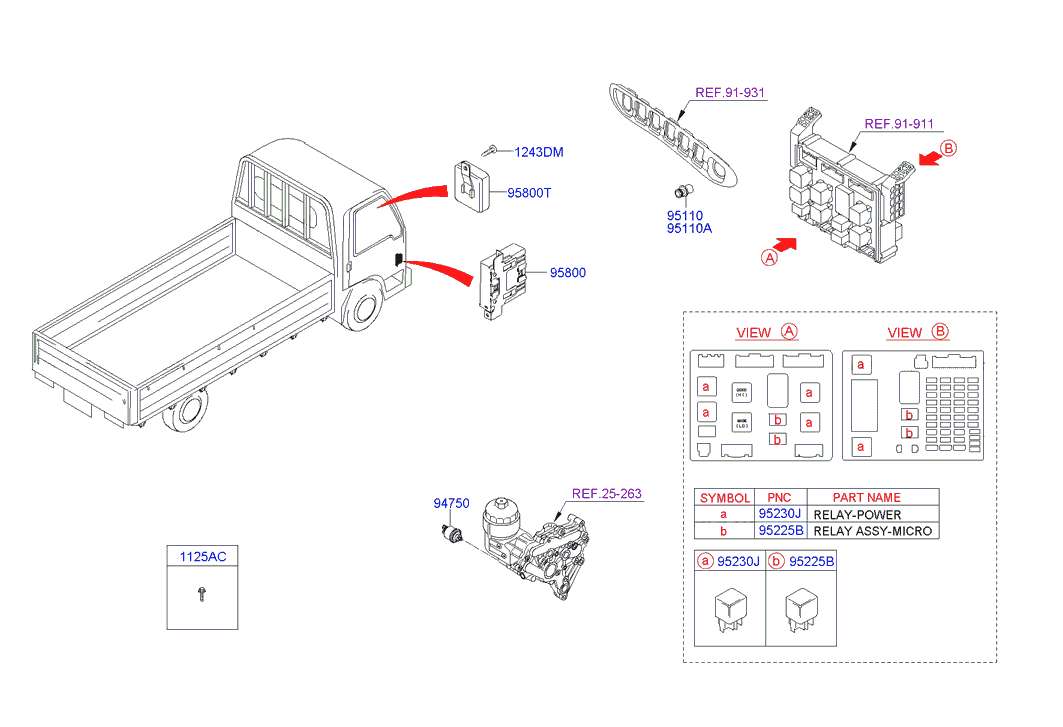 REF.91-931
REF.91-911
B
1243DM
95800T
95110
95110A
A
95800
VIEW A
VIEW B
a
a
a
a
b
b
a
b
b
a
SYMBOL PNC PART NAME
a 95230J RELAY-POWER
b 95225B RELAY ASSY-MICRO
a 95230J b 95225B
94750
REF.25-263
1125AC